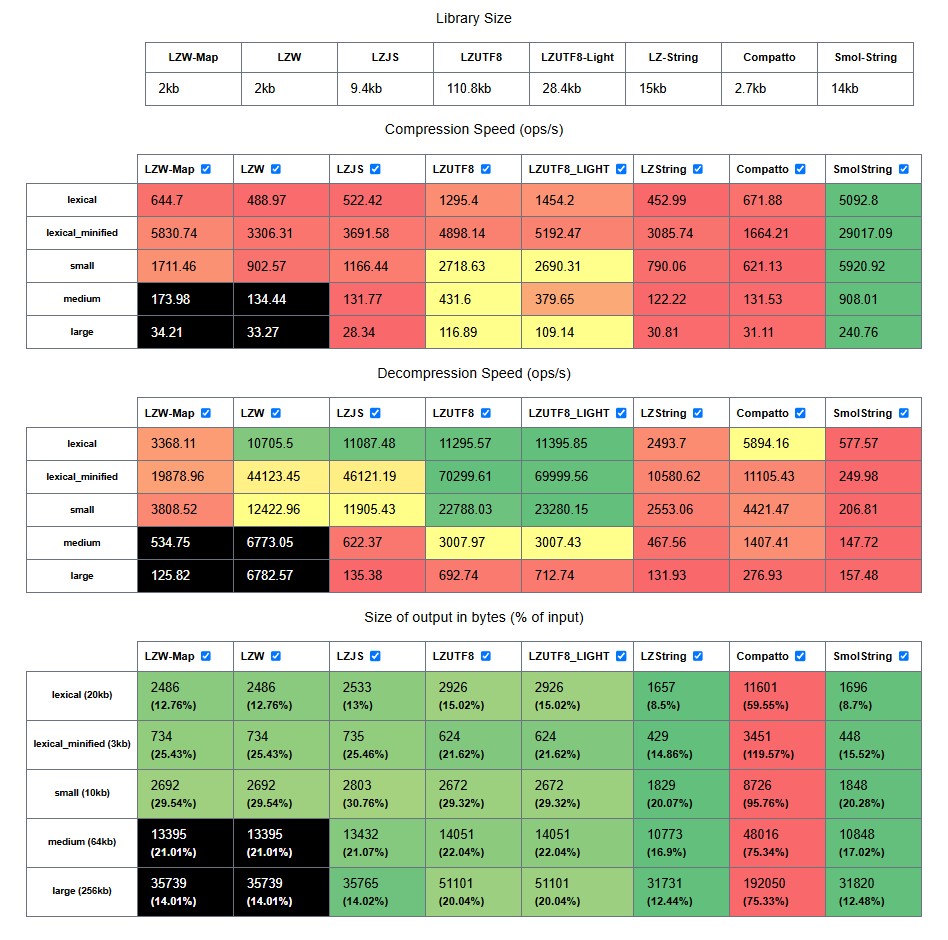 Library Size
LZW-Map LZW LZJS LZUTF8 LZUTF8-Light LZ-String Compatto Smol-String
2kb 2kb 9.4kb 110.8kb 28.4kb 15kb 2.7kb 14kb
Compression Speed (ops/s)
LZW-Map LZW LZJS LZUTF8 LZUTF8_LIGHT LZString Compatto SmolString
lexical 644.7 488.97 522.42 1295.4 1454.2 452.99 671.88 5092.8
lexical_minified 5830.74 3306.31 3691.58 4898.14 5192.47 3085.74 1664.21 29017.09
small 1711.46 902.57 1166.44 2718.63 2690.31 790.06 621.13 5920.92
medium 173.98 134.44 131.77 431.6 379.65 122.22 131.53 908.01
large 34.21 33.27 28.34 116.89 109.14 30.81 31.11 240.76
Decompression Speed (ops/s)
LZW-Map LZW LZJS LZUTF8 LZUTF8_LIGHT LZString Compatto SmolString
lexical 3368.11 10705.5 11087.48 11295.57 11395.85 2493.7 5894.16 577.57
lexical_minified 19878.96 44123.45 46121.19 70299.61 69999.56 10580.62 11105.43 249.98
small 3808.52 12422.96 11905.43 22788.03 23280.15 2553.06 4421.47 206.81
medium 534.75 6773.05 622.37 3007.97 3007.43 467.56 1407.41 147.72
large 125.82 6782.57 135.38 692.74 712.74 131.93 276.93 157.48
Size of output in bytes (% of input)
LZW-Map LZW LZJS LZUTF8 LZUTF8_LIGHT LZString Compatto SmolString
lexical (20kb) 2486 2486 2533 2926 2926 1657 11601 1696
(12.76%) (12.76%) (13%) (15.02%) (15.02%) (8.5%) (59.55%) (8.7%)
lexical_minified (3kb) 734 734 735 624 624 429 3451 448
(25.43%) (25.43%) (25.46%) (21.62%) (21.62%) (14.86%) (119.57%) (15.52%)
small (10kb) 2692 2692 2803 2672 2672 1829 8726 1848
(29.54%) (29.54%) (30.76%) (29.32%) (29.32%) (20.07%) (95.76%) (20.28%)
medium (64kb) 13395 13395 13432 14051 14051 10773 48016 10848
(21.01%) (21.01%) (21.07%) (22.04%) (22.04%) (16.9%) (75.34%) (17.02%)
large (256kb) 35739 35739 35765 51101 51101 31731 192050 31820
(14.01%) (14.01%) (14.02%) (20.04%) (20.04%) (12.44%) (75.33%) (12.48%)